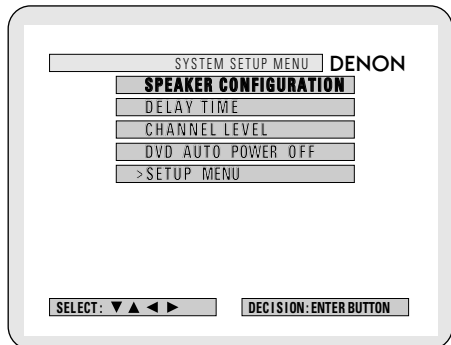 SYSTEM SETUP MENU DENON
SPEAKER CONFIGURATION
DELAY TIME
CHANNEL LEVEL
DVD AUTO POWER OFF
>SETUP MENU
SELECT: ▼ ▲ ◄ ► DECISION: ENTER BUTTON